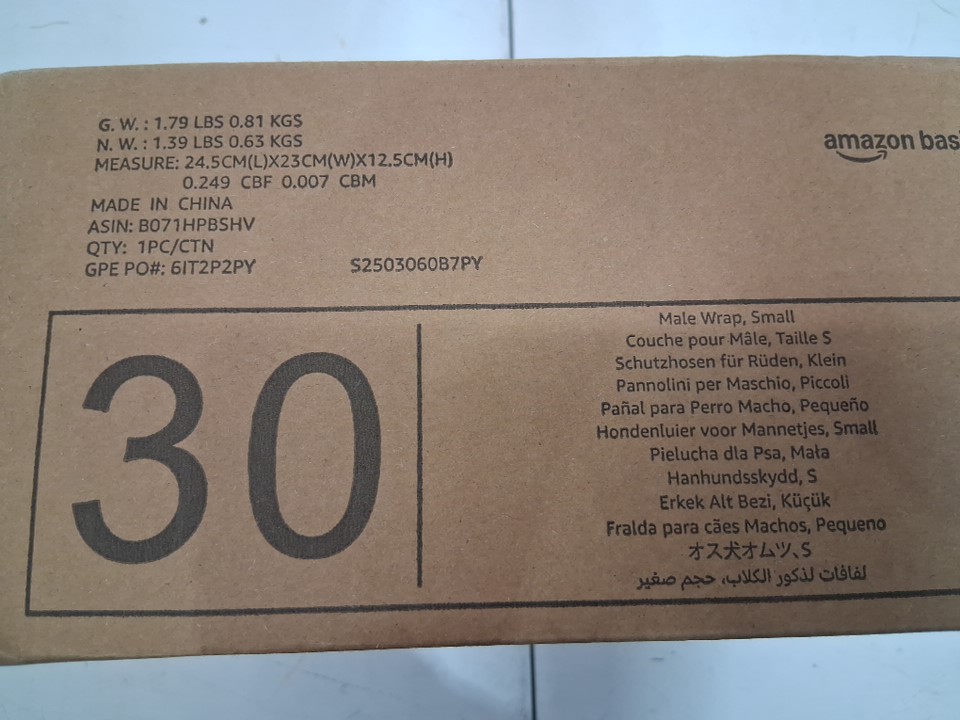 G. W. : 1.79 LBS 0.81 KGS
N. W. : 1.39 LBS 0.63 KGS
MEASURE: 24.5CM(L)X23CM(W)X12.5CM(H)
0.249 CBF 0.007 CBM
MADE IN CHINA
ASIN: B071HPBSHV
QTY: 1PC/CTN
GPE PO#: 6IT2P2PY S2503060B7PY
amazon basi
30
Male Wrap, Small
Couche pour Mâle, Taille S
Schutzhosen für Rüden, Klein
Pannolini per Maschio, Piccoli
Pañal para Perro Macho, Pequeño
Hondenluier voor Mannetjes, Small
Pielucha dla Psa, Mała
Hanhundsskydd, S
Erkek Alt Bezi, Küçük
Fralda para cães Machos, Pequeno
オス犬オムツ、S
لفافات لذكور الكلاب، حجم صغير